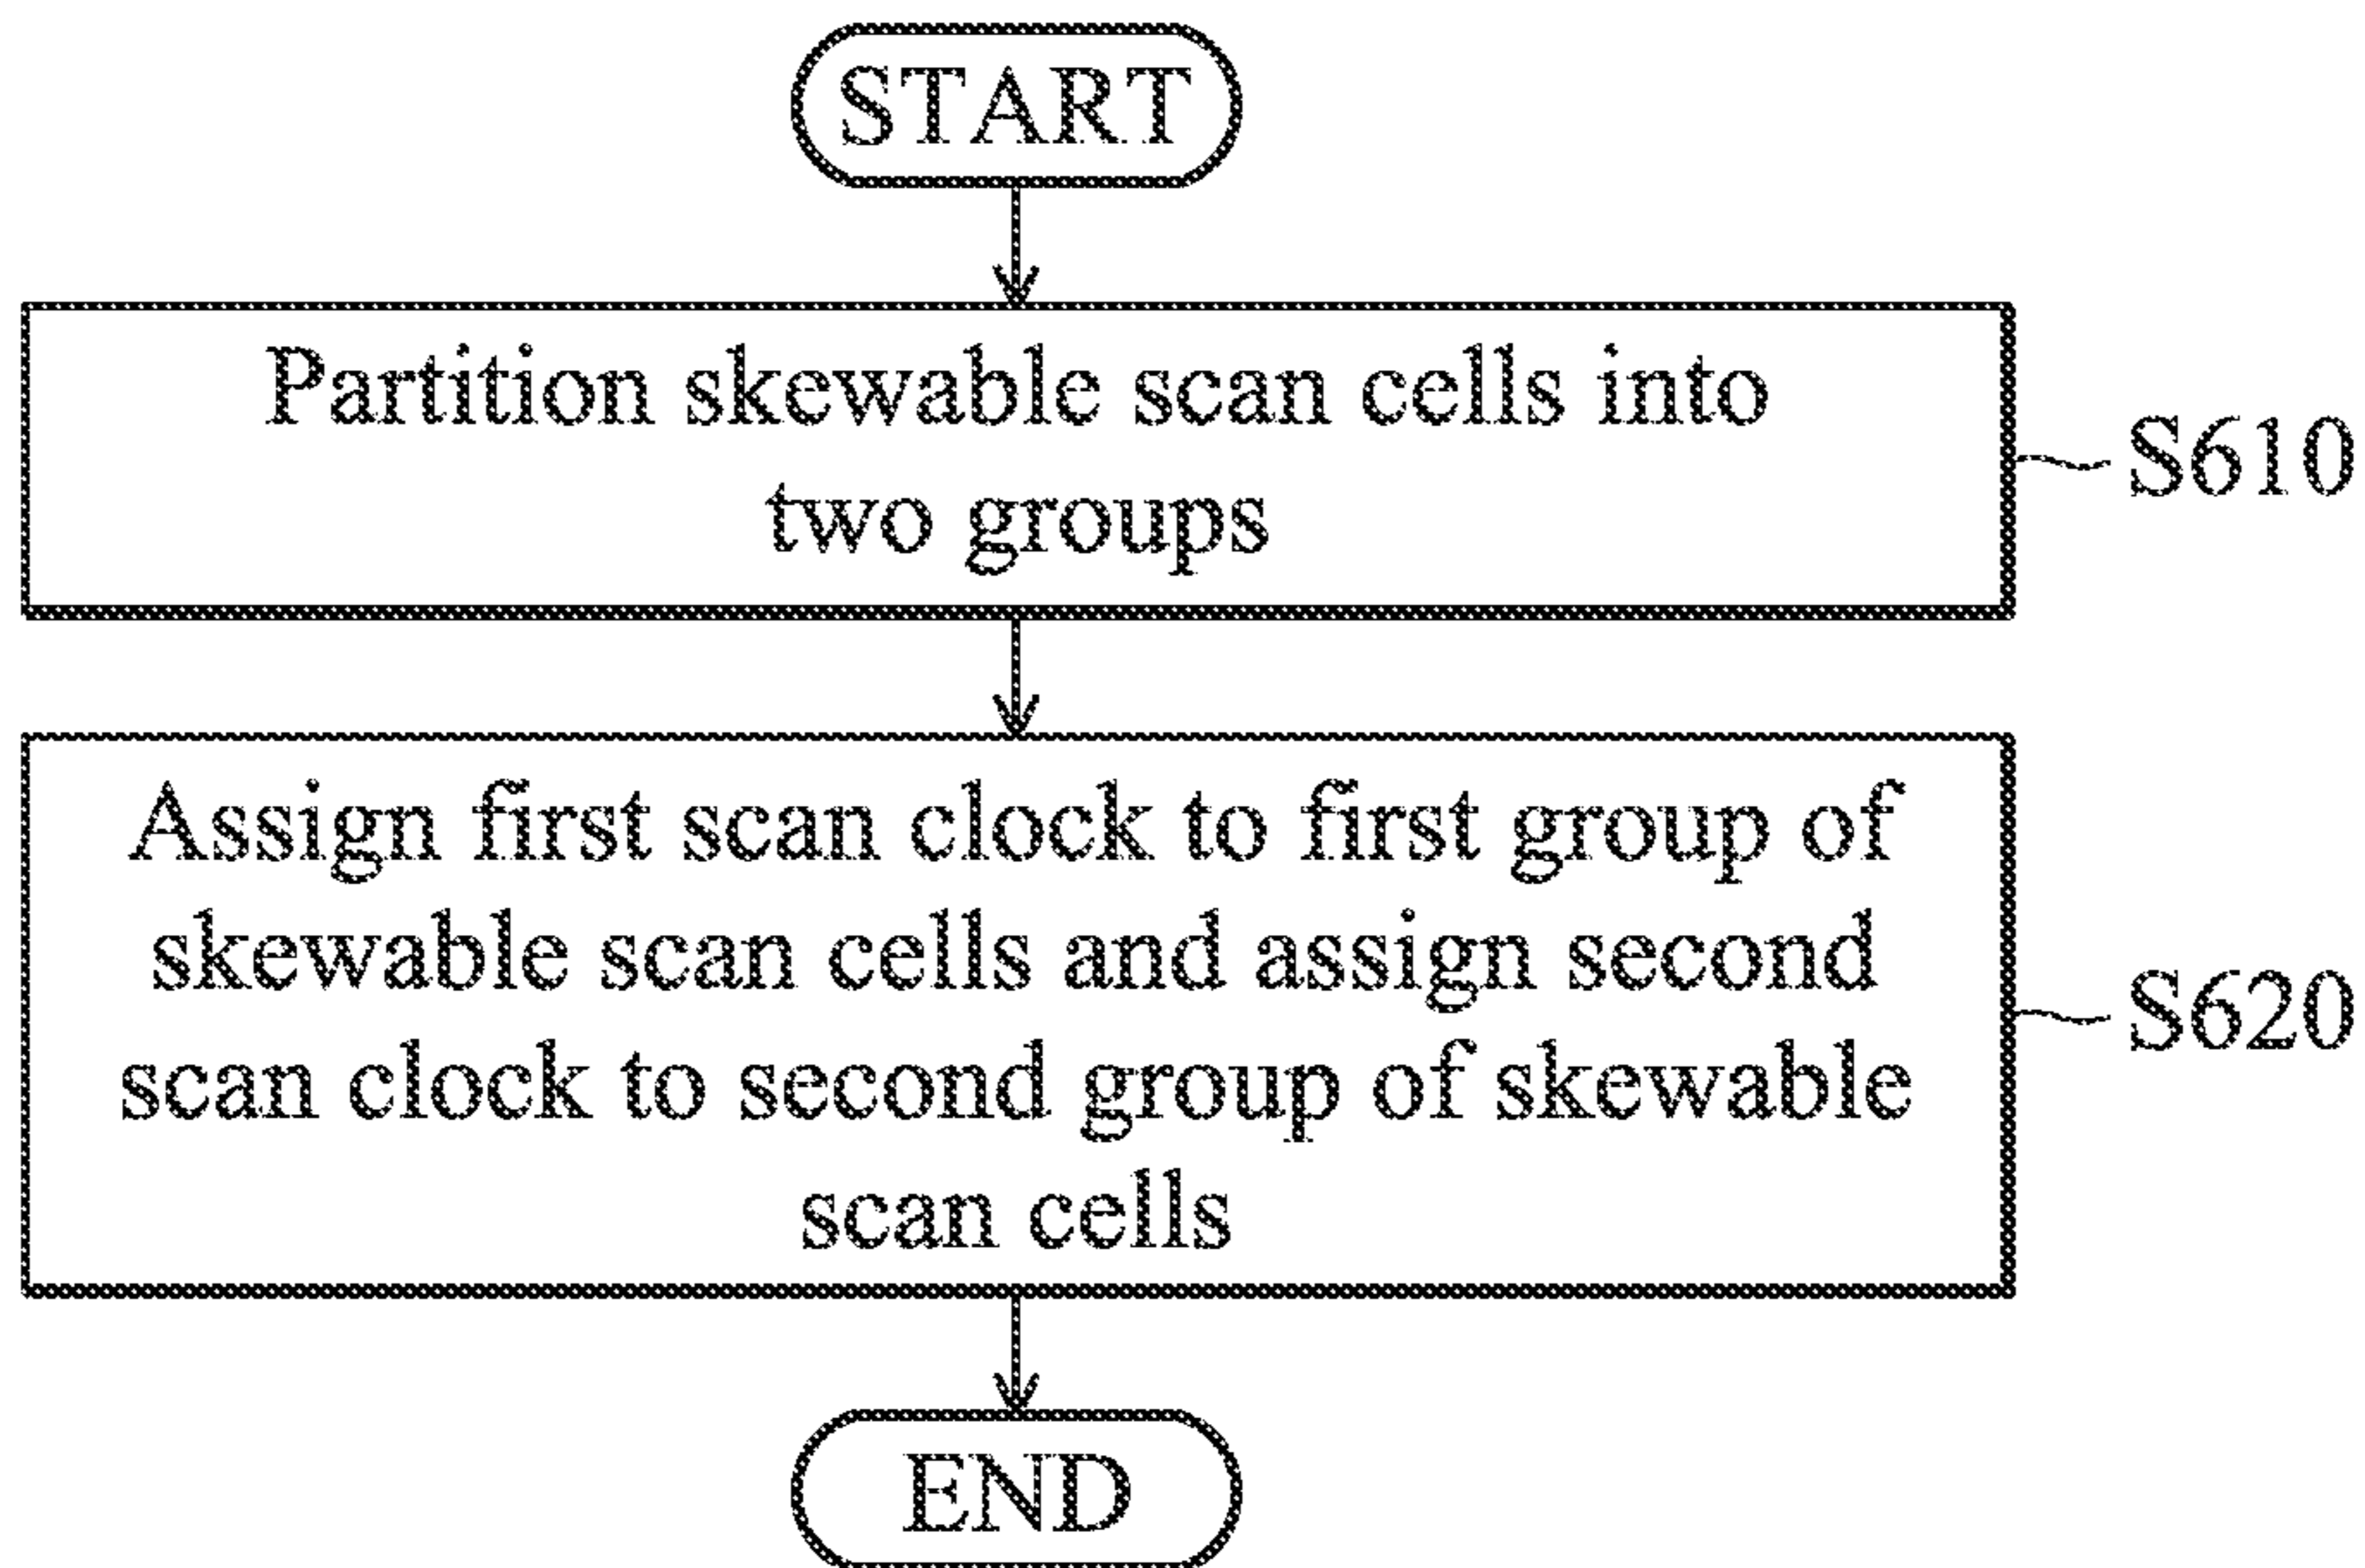 START
Partition skewable scan cells into
two groups
S610
Assign first scan clock to first group of
skewable scan cells and assign second
scan clock to second group of skewable
scan cells
S620
END